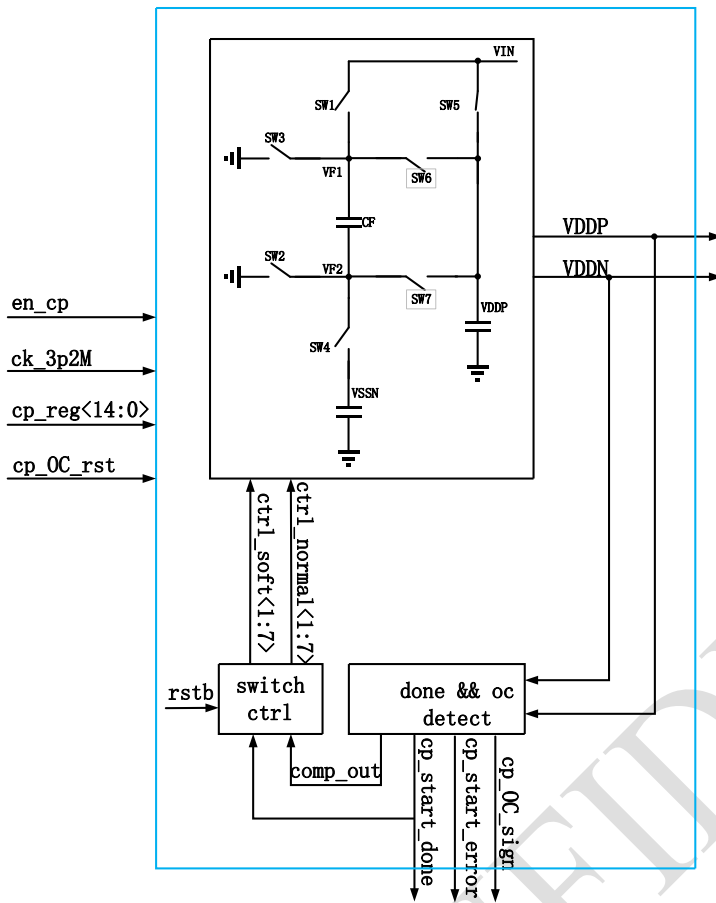 VIN
SW1
SW5
SW3
VF1
SW6
CF
SW2
VF2
SW7
VDDP
SW4
VSSN
VDDP
VDDN
en_cp
ck_3p2M
cp_reg<14:0>
cp_OC_rst
ctrl_soft<1:7>
ctrl_normal<1:7>
rstb
switch
ctrl
done && oc
detect
comp_out
cp_start_done
cp_start_error
cp_OC_sign